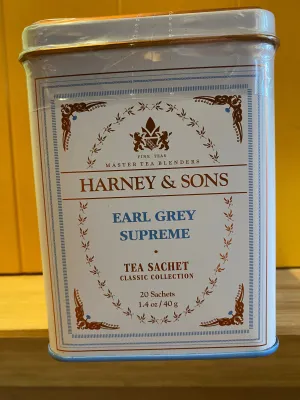 FINE TEAS
MASTER TEA BLENDERS
HARNEY & SONS
EARL GREY
SUPREME
TEA SACHET
CLASSIC COLLECTION
20 Sachets
1.4 oz / 40 g